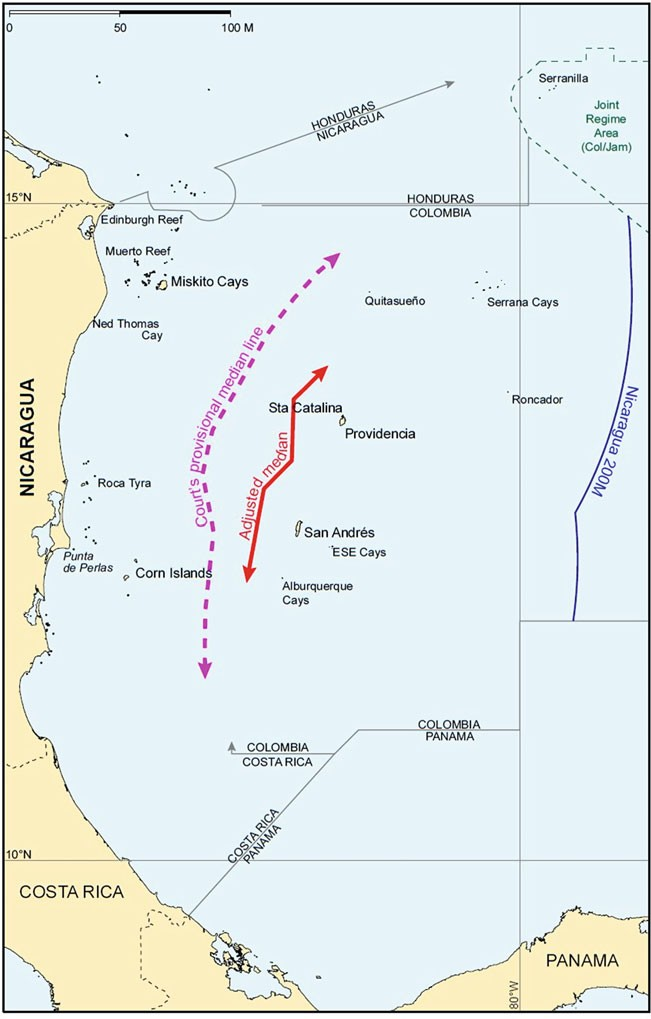 0 50 100 M
Serranilla
Joint
Regime
Area
(Col/Jam)
HONDURAS
NICARAGUA
15°N
HONDURAS
COLOMBIA
Edinburgh Reef
Muerto Reef
Miskito Cays
Quitasueño
Serrana Cays
Ned Thomas
Cay
Court's provisional median line
NICARAGUA
Sta Catalina
Roncador
Providencia
Nicaragua 200M
Adjusted median
Roca Tyra
San Andrés
ESE Cays
Punta
de Perlas
Corn Islands
Alburquerque
Cays
COLOMBIA
PANAMA
COLOMBIA
COSTA RICA
COSTA RICA
PANAMA
10°N
COSTA RICA
PANAMA
80°W